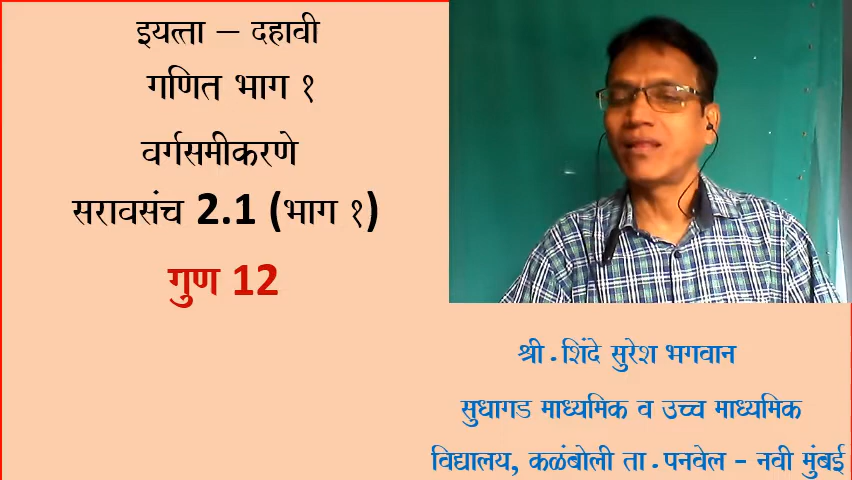 इयत्ता – दहावी
गणित भाग १
वर्गसमीकरणे
सरावसंच 2.1 (भाग १)
गुण 12
श्री.शिंदे सुरेश भगवान
सुधागड माध्यमिक व उच्च माध्यमिक
विद्यालय, कळंबोली ता.पनवेल - नवी मुंबई